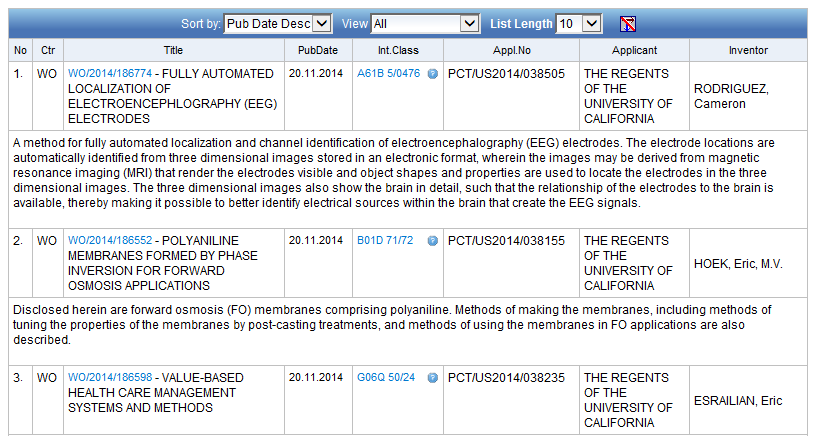 Sort by: Pub Date Desc View All List Length 10
No Ctr Title PubDate Int.Class Appl.No Applicant Inventor
1. WO WO/2014/186774 - FULLY AUTOMATED 20.11.2014 A61B 5/0476 ? PCT/US2014/038505 THE REGENTS
LOCALIZATION OF OF THE RODRIGUEZ,
ELECTROENCEPHLOGRAPHY (EEG) UNIVERSITY OF Cameron
ELECTRODES CALIFORNIA
A method for fully automated localization and channel identification of electroencephalography (EEG) electrodes. The electrode locations are
automatically identified from three dimensional images stored in an electronic format, wherein the images may be derived from magnetic
resonance imaging (MRI) that render the electrodes visible and object shapes and properties are used to locate the electrodes in the three
dimensional images. The three dimensional images also show the brain in detail, such that the relationship of the electrodes to the brain is
available, thereby making it possible to better identify electrical sources within the brain that create the EEG signals.
2. WO WO/2014/186552 - POLYANILINE 20.11.2014 B01D 71/72 ? PCT/US2014/038155 THE REGENTS
MEMBRANES FORMED BY PHASE OF THE
INVERSION FOR FORWARD UNIVERSITY OF HOEK, Eric, M.V.
OSMOSIS APPLICATIONS CALIFORNIA
Disclosed herein are forward osmosis (FO) membranes comprising polyaniline. Methods of making the membranes, including methods of
tuning the properties of the membranes by post-casting treatments, and methods of using the membranes in FO applications are also
described.
3. WO WO/2014/186598 - VALUE-BASED 20.11.2014 G06Q 50/24 ? PCT/US2014/038235 THE REGENTS
HEALTH CARE MANAGEMENT OF THE
SYSTEMS AND METHODS UNIVERSITY OF ESRAILIAN, Eric
CALIFORNIA